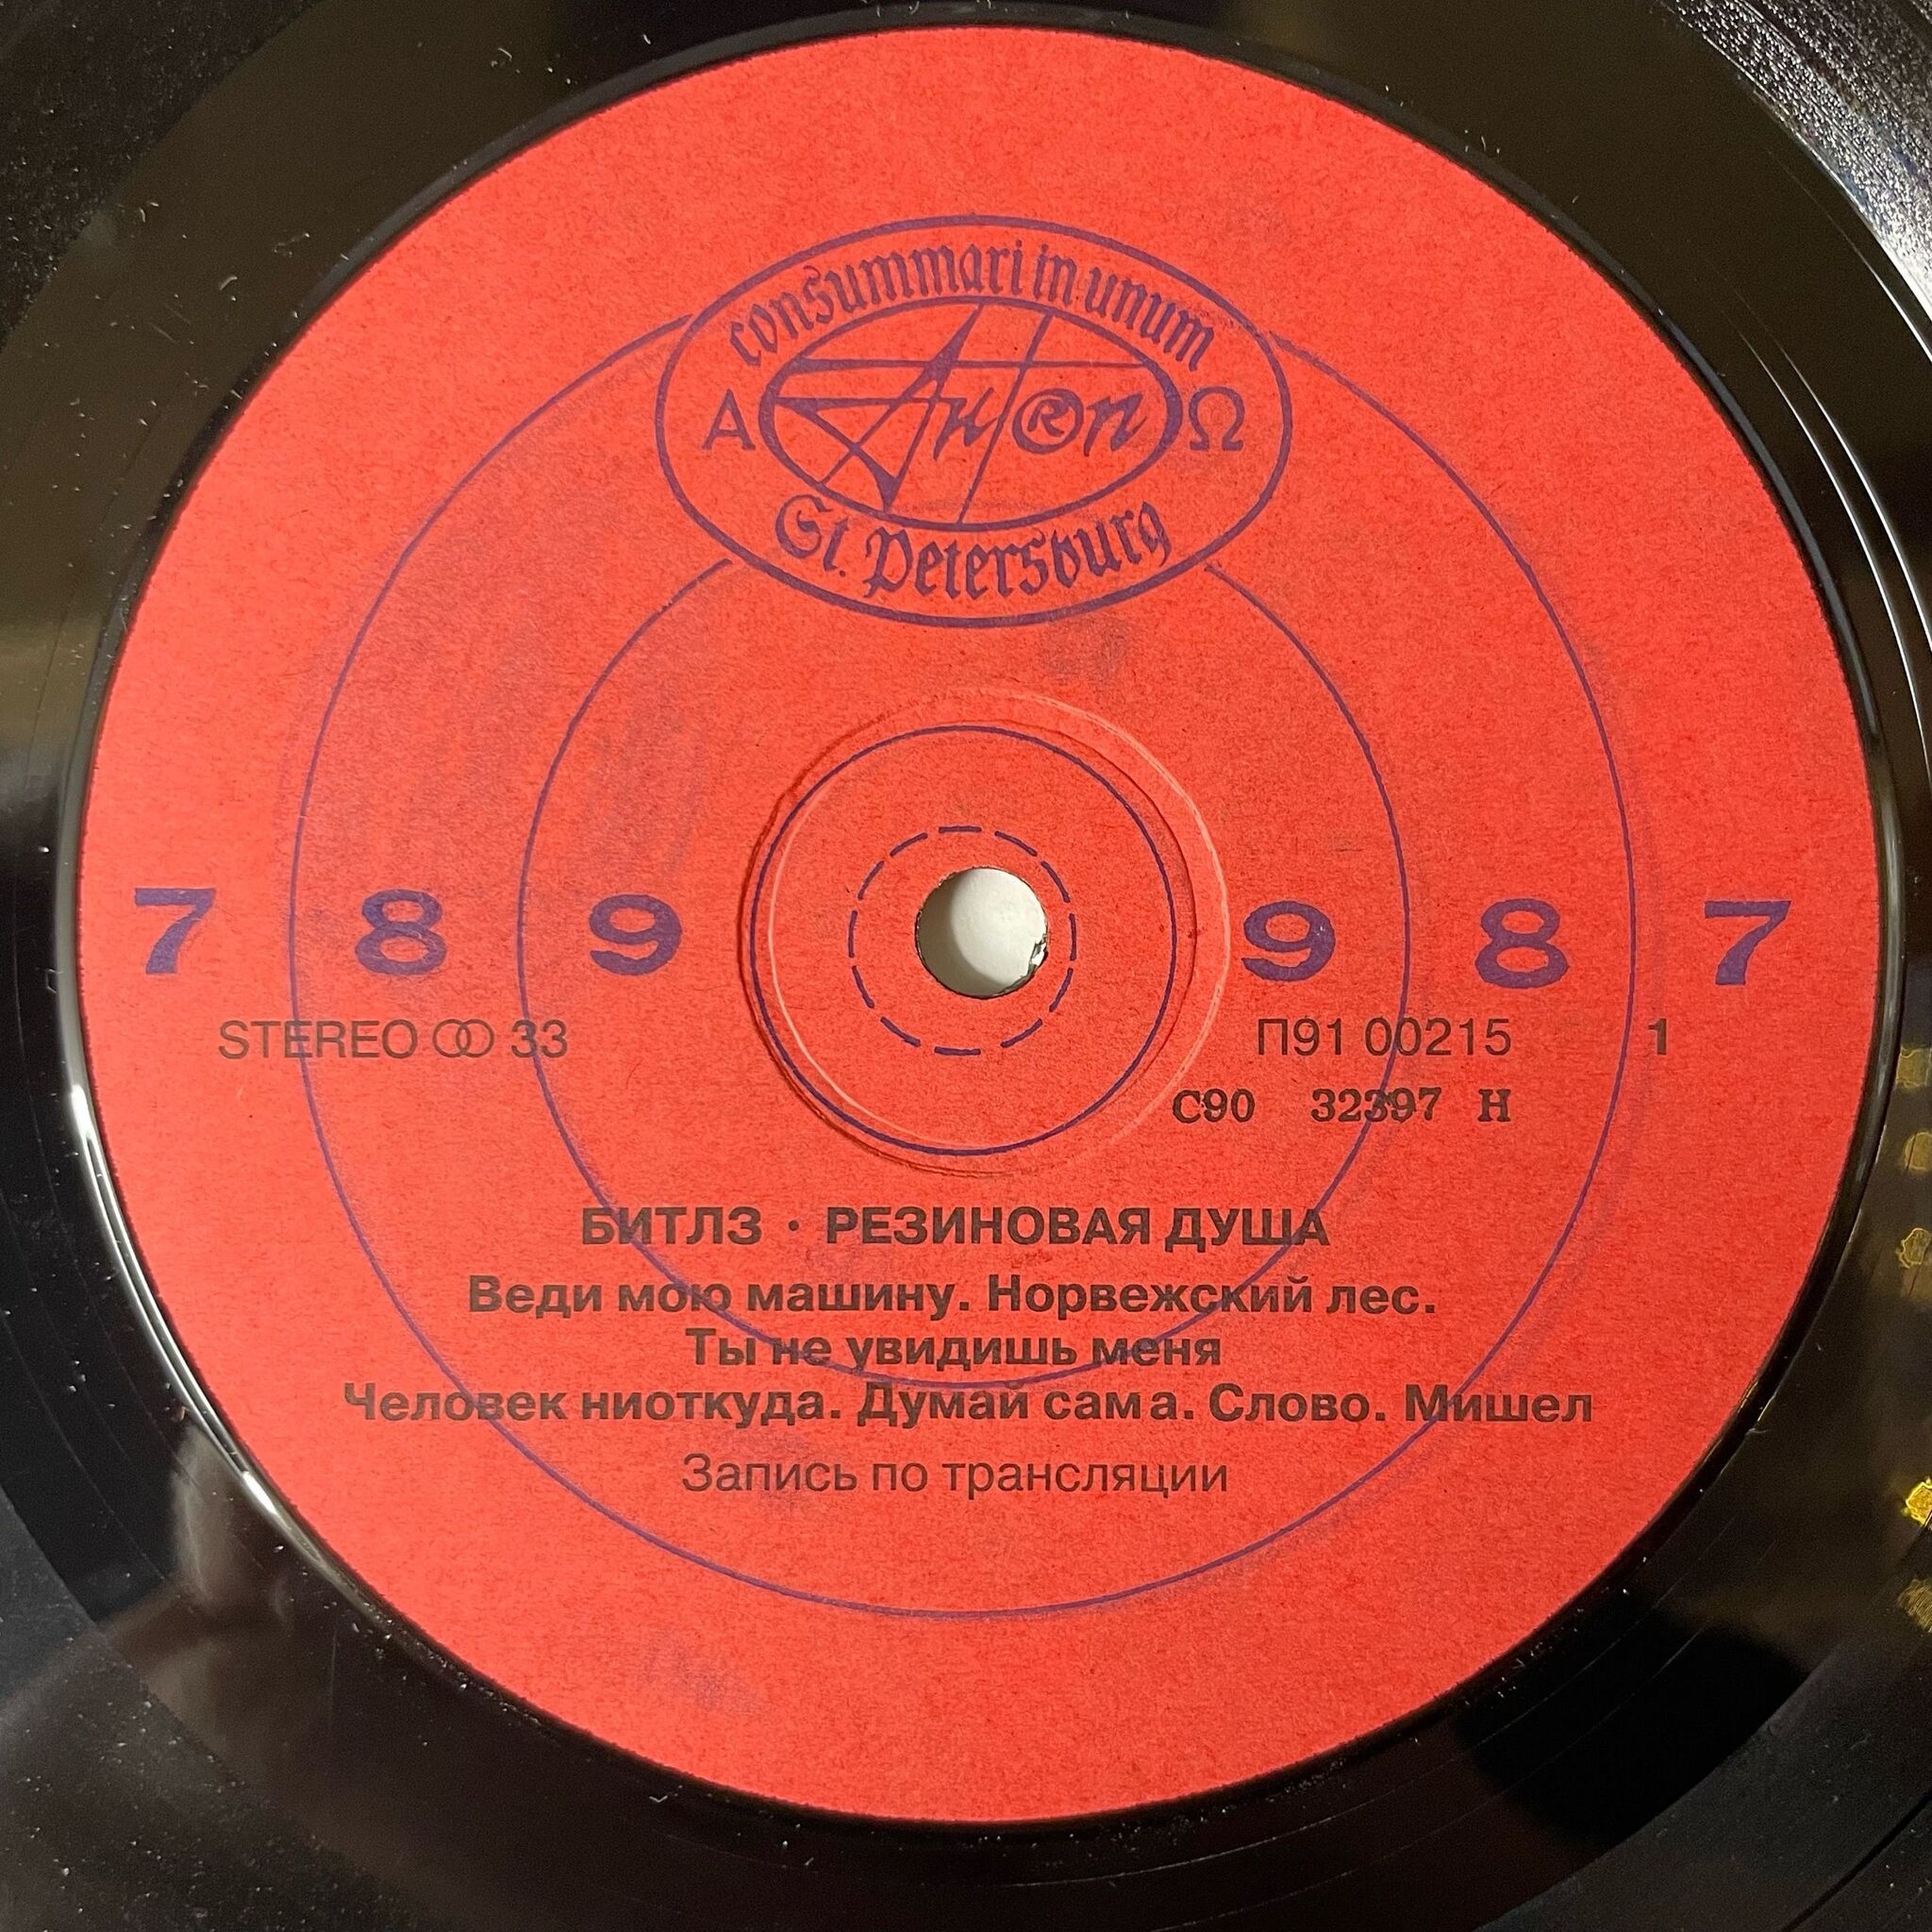 consummari in unum
Α АнтRоп Ω
St. Petersburg
7 8 9 9 8 7
STEREO 33 П91 00215 1
С90 32397 Н
БИТЛЗ · РЕЗИНОВАЯ ДУША
Веди мою машину. Норвежский лес.
Ты не увидишь меня
Человек ниоткуда. Думай сам а. Слово. Мишел
Запись по трансляции